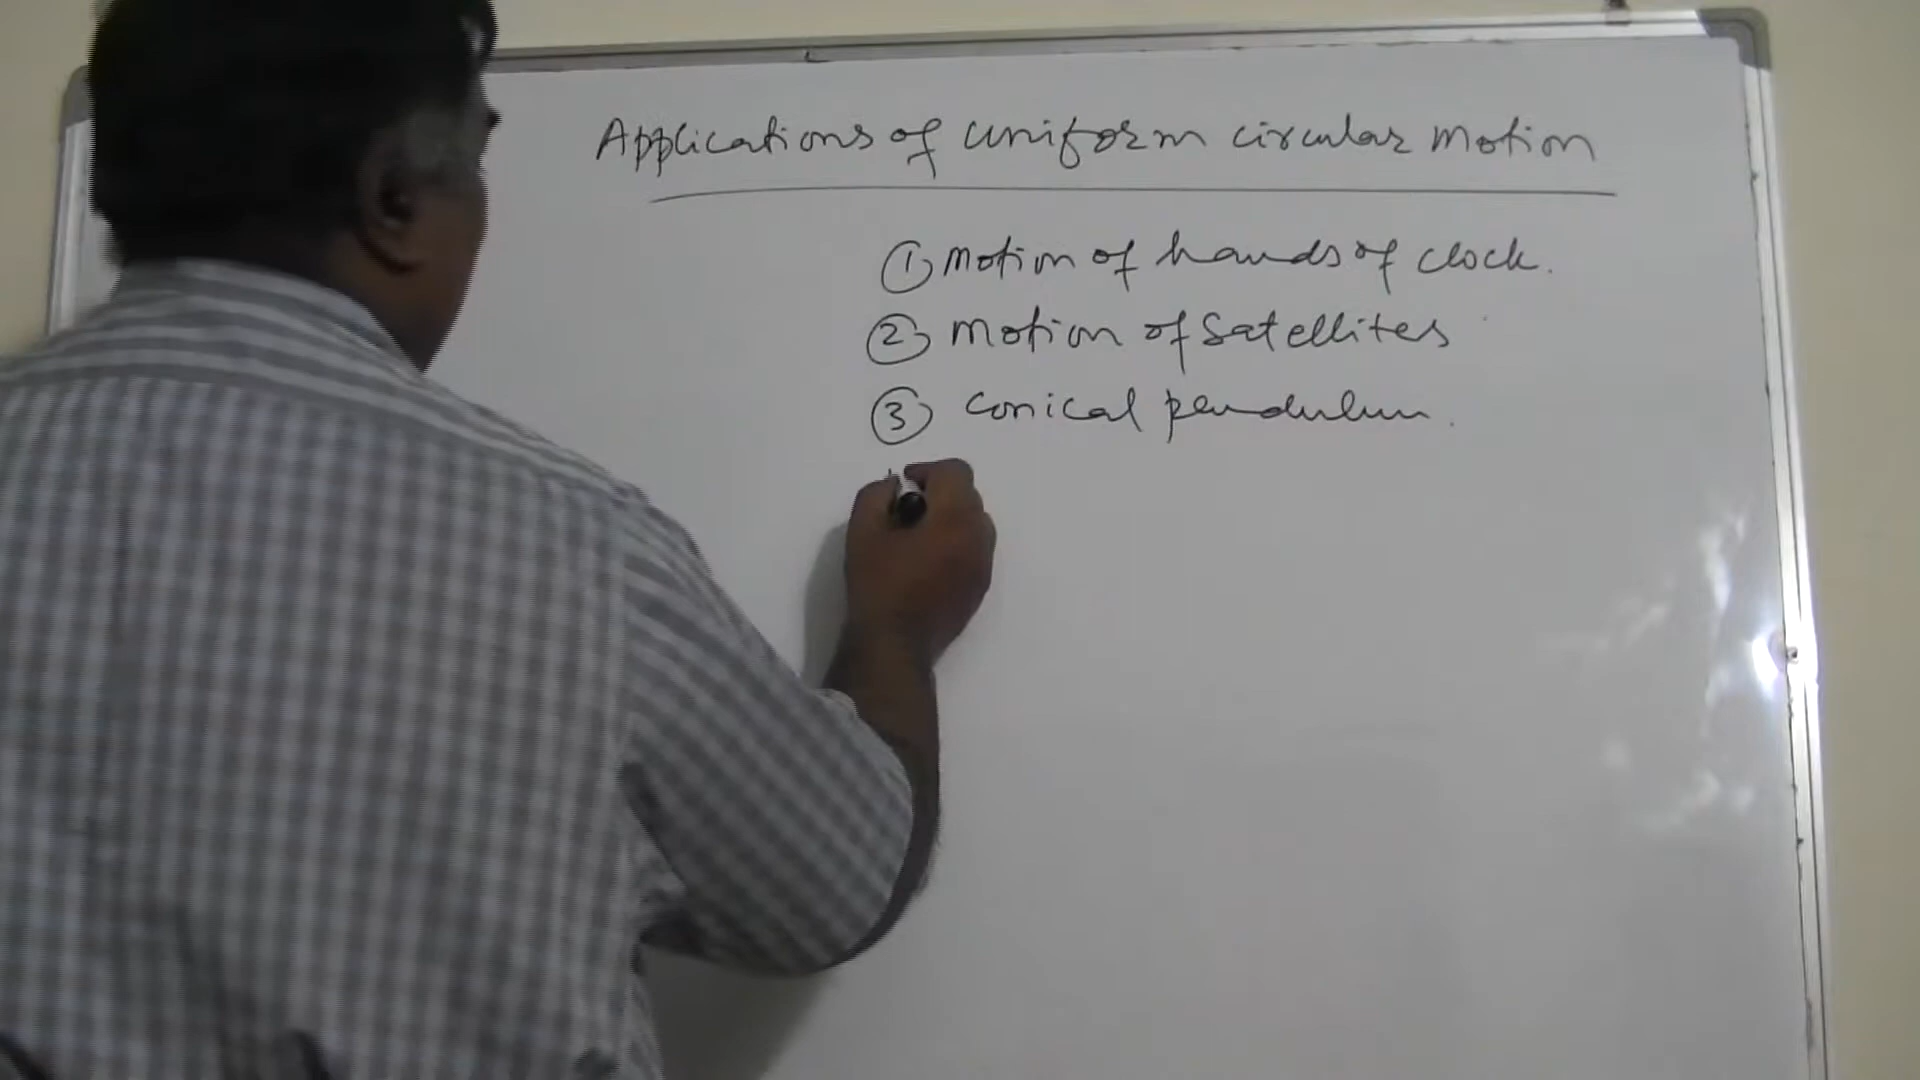 Applications of uniform circular motion
① motion of hands of clock.
② motion of satellites
③ conical pendulum.